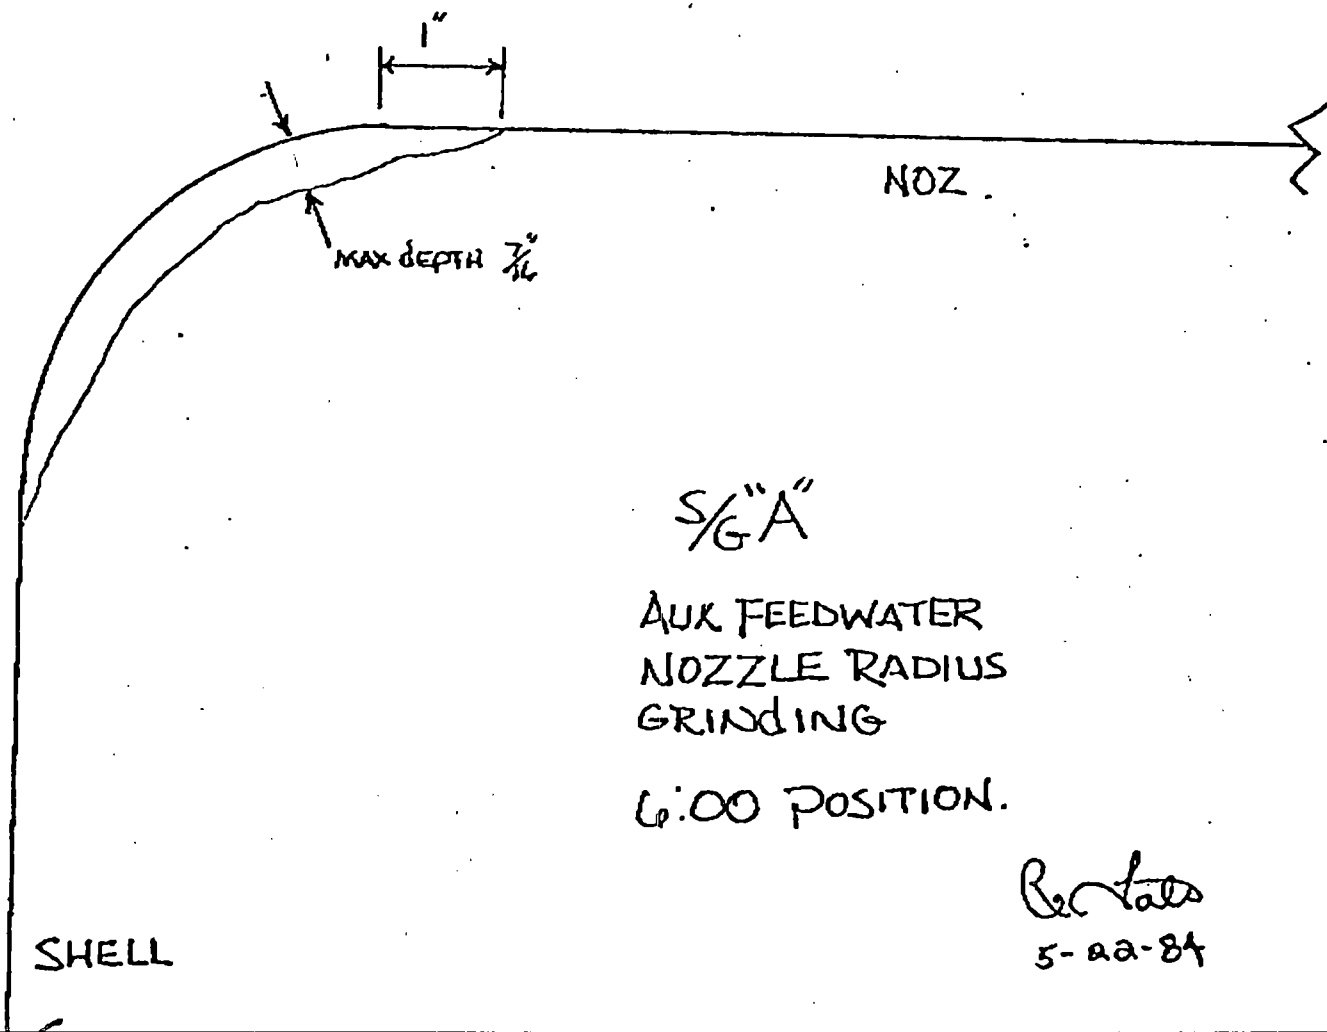 1"
NOZ.
MAX dEPTH 7/16"
S/G "A"
AUX FEEDWATER
NOZZLE RADIUS
GRINdING
6:00 POSITION.
5-22-84
SHELL